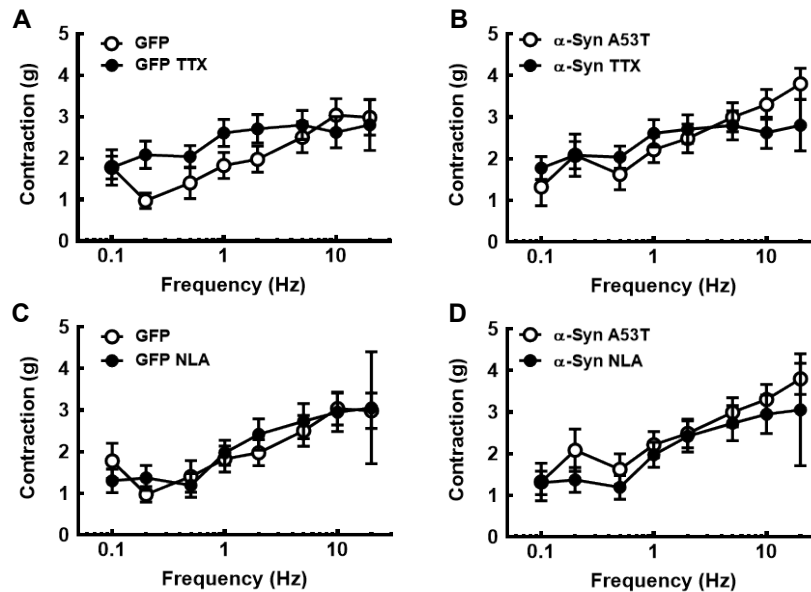 A
GFP
GFP TTX
Contraction (g)
5
4
3
2
1
0
0.1
1
10
Frequency (Hz)
B
α-Syn A53T
α-Syn TTX
Contraction (g)
5
4
3
2
1
0
0.1
1
10
Frequency (Hz)
C
GFP
GFP NLA
Contraction (g)
5
4
3
2
1
0
0.1
1
10
Frequency (Hz)
D
α-Syn A53T
α-Syn NLA
Contraction (g)
5
4
3
2
1
0
0.1
1
10
Frequency (Hz)